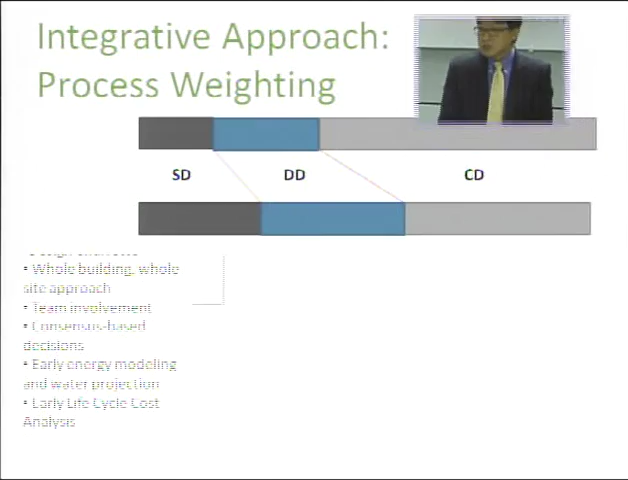 Integrative Approach:
Process Weighting
SD DD CD
• Whole building, whole
site approach
• Team involvement
• Consensus-based
decisions
• Early energy modeling
and water projection
• Early Life Cycle Cost
Analysis